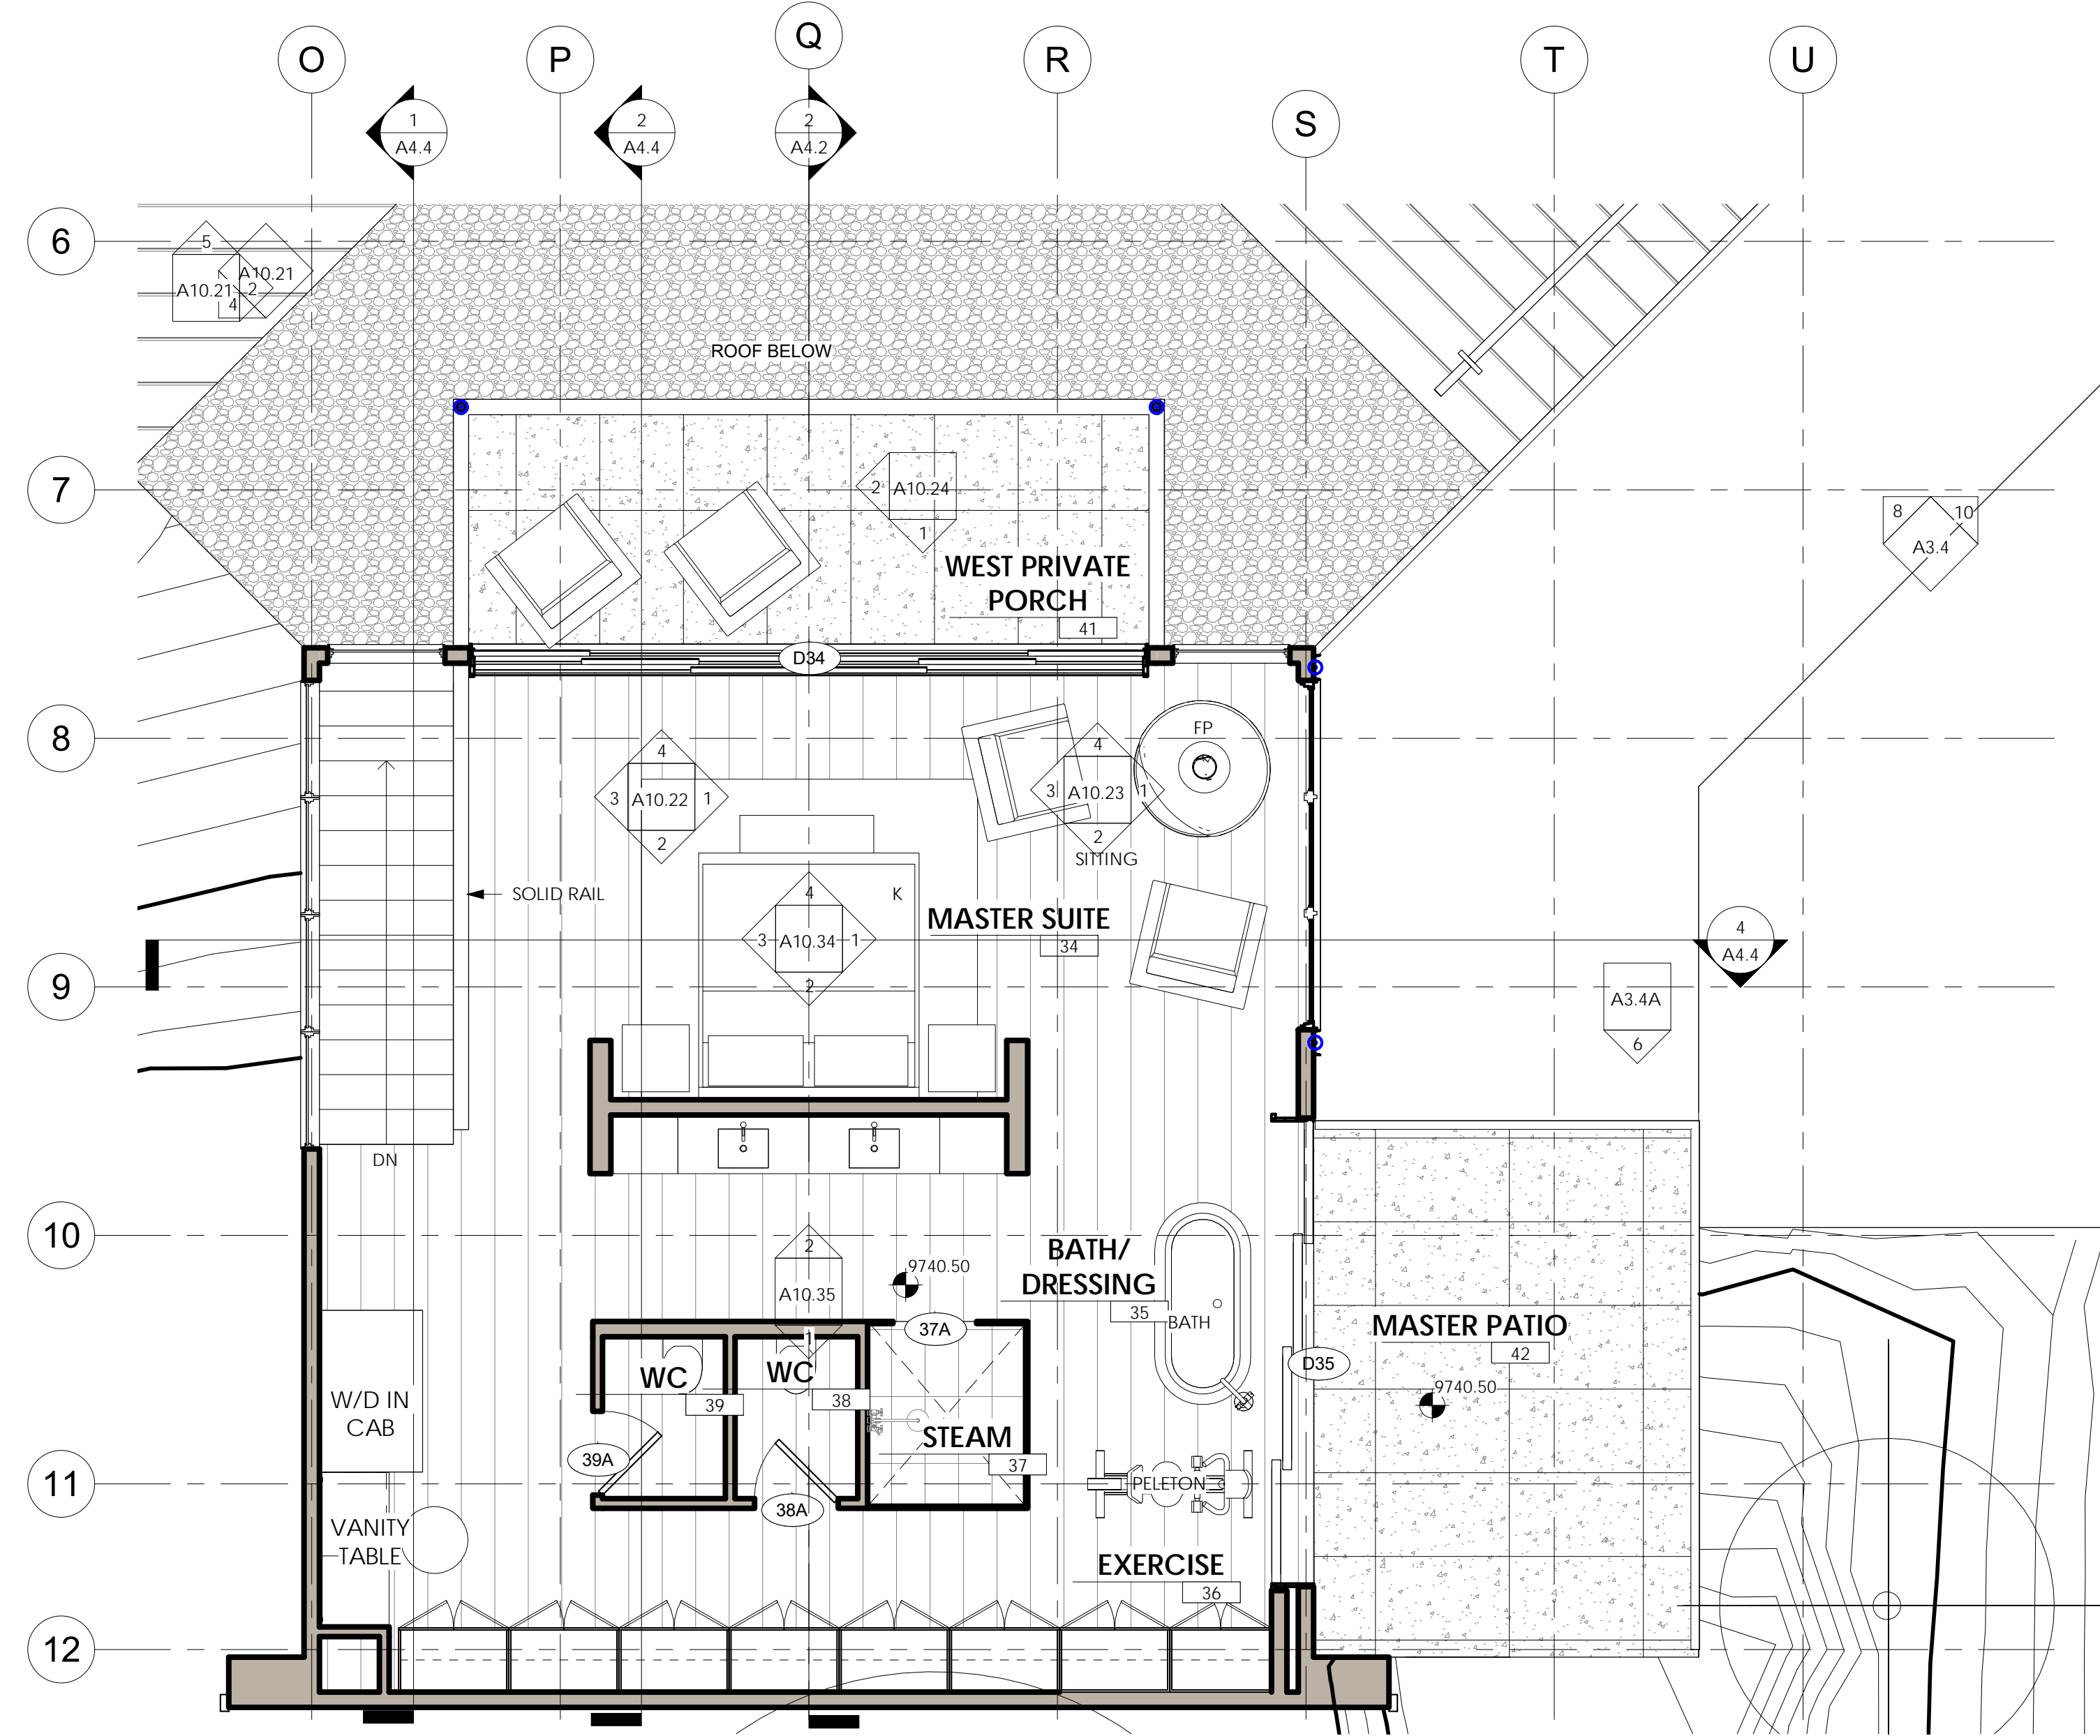 O
P
Q
R
S
T
U
1
A4.4
2
A4.4
2
A4.2
6
5
A10.21
A10.21
2
4
ROOF BELOW
7
2
A10.24
1
8
10
A3.4
WEST PRIVATE
PORCH
41
D34
8
FP
4
3
A10.22
1
2
4
3
A10.23
1
2
SITTING
SOLID RAIL
K
4
3
A10.34
1
2
MASTER SUITE
34
4
A4.4
9
A3.4A
6
DN
10
2
A10.35
1
9740.50
BATH/
DRESSING
35
BATH
37A
MASTER PATIO
42
D35
9740.50
WC
39
WC
38
W/D IN
CAB
STEAM
37
39A
38A
11
PELETON
VANITY
TABLE
EXERCISE
36
12